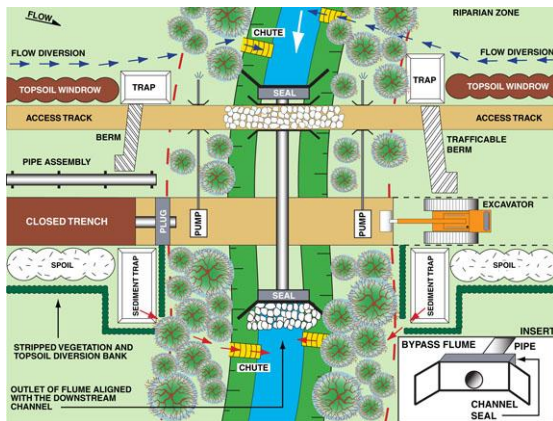 FLOW
RIPARIAN ZONE
CHUTE
FLOW DIVERSION
FLOW DIVERSION
TOPSOIL WINDROW
TRAP
TRAP
TOPSOIL WINDROW
SEAL
ACCESS TRACK
ACCESS TRACK
BERM
TRAFFICABLE
BERM
PIPE ASSEMBLY
EXCAVATOR
CLOSED TRENCH
PLUG
PUMP
PUMP
SPOIL
SEDIMENT TRAP
SEDIMENT TRAP
SPOIL
SEAL
STRIPPED VEGETATION AND
TOPSOIL DIVERSION BANK
CHUTE
OUTLET OF FLUME ALIGNED
WITH THE DOWNSTREAM
CHANNEL
INSERT
BYPASS FLUME
PIPE
CHANNEL
SEAL